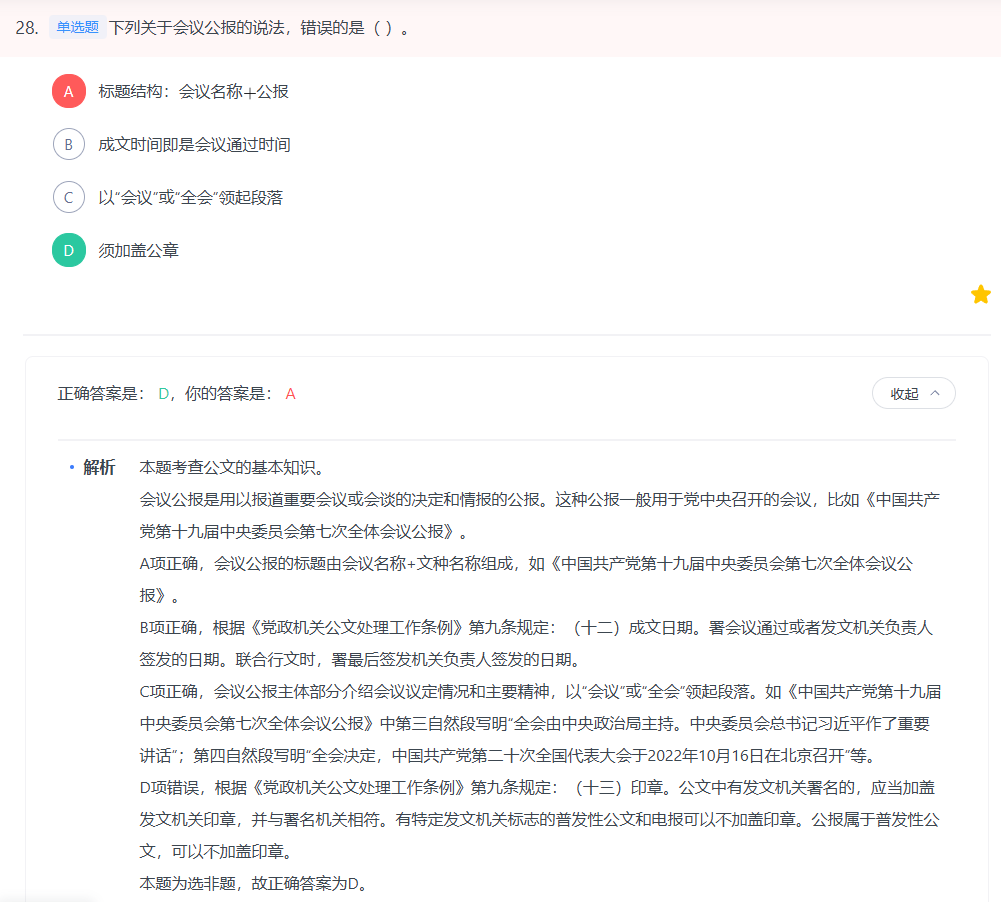 28. 单选题 下列关于会议公报的说法，错误的是（ ）。
A 标题结构：会议名称+公报
B 成文时间即是会议通过时间
C 以“会议”或“全会”领起段落
D 须加盖公章
正确答案是： D，你的答案是： A
收起
• 解析 本题考查公文的基本知识。
会议公报是用以报道重要会议或会谈的决定和情报的公报。这种公报一般用于党中央召开的会议，比如《中国共产
党第十九届中央委员会第七次全体会议公报》。
A项正确，会议公报的标题由会议名称+文种名称组成，如《中国共产党第十九届中央委员会第七次全体会议公
报》。
B项正确，根据《党政机关公文处理工作条例》第九条规定：（十二）成文日期。署会议通过或者发文机关负责人
签发的日期。联合行文时，署最后签发机关负责人签发的日期。
C项正确，会议公报主体部分介绍会议议定情况和主要精神，以“会议”或“全会”领起段落。如《中国共产党第十九届
中央委员会第七次全体会议公报》中第三自然段写明“全会由中央政治局主持。中央委员会总书记习近平作了重要
讲话”；第四自然段写明“全会决定，中国共产党第二十次全国代表大会于2022年10月16日在北京召开”等。
D项错误，根据《党政机关公文处理工作条例》第九条规定：（十三）印章。公文中有发文机关署名的，应当加盖
发文机关印章，并与署名机关相符。有特定发文机关标志的普发性公文和电报可以不加盖印章。公报属于普发性公
文，可以不加盖印章。
本题为选非题，故正确答案为D。